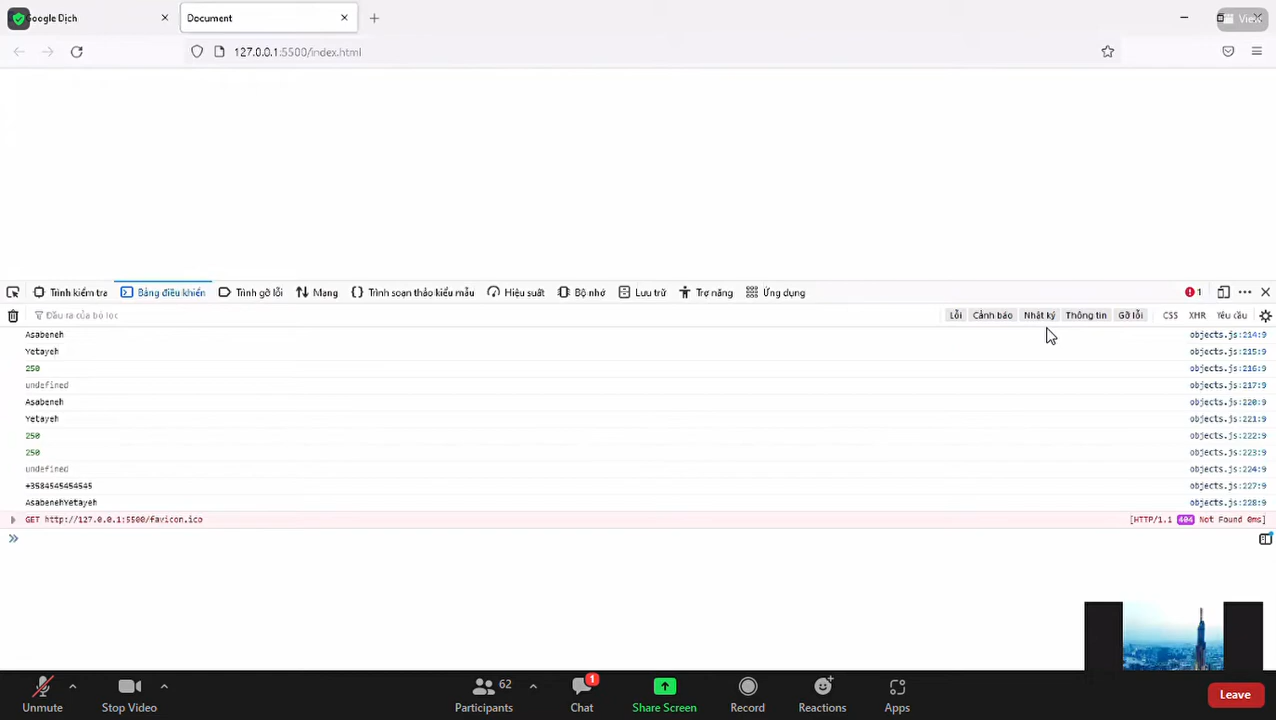 Google Dịch
Document
View
127.0.0.1:5500/index.html
Trình kiểm tra
Bảng điều khiển
Trình gỡ lỗi
Mạng
Trình soạn thảo kiểu mẫu
Hiệu suất
Bộ nhớ
Lưu trữ
Trợ năng
Ứng dụng
1
Đầu ra của bộ lọc
Lỗi
Cảnh báo
Nhật ký
Thông tin
Gỡ lỗi
CSS
XHR
Yêu cầu
Asabeneh objects.js:214:9
Yetayeh objects.js:215:9
250 objects.js:216:9
undefined objects.js:217:9
Asabeneh objects.js:220:9
Yetayeh objects.js:221:9
250 objects.js:222:9
250 objects.js:223:9
undefined objects.js:224:9
+3584545454545 objects.js:227:9
AsabenehYetayeh objects.js:228:9
GET http://127.0.0.1:5500/favicon.ico [HTTP/1.1 404 Not Found 0ms]
62
1
Unmute
Stop Video
Participants
Chat
Share Screen
Record
Reactions
Apps
Leave